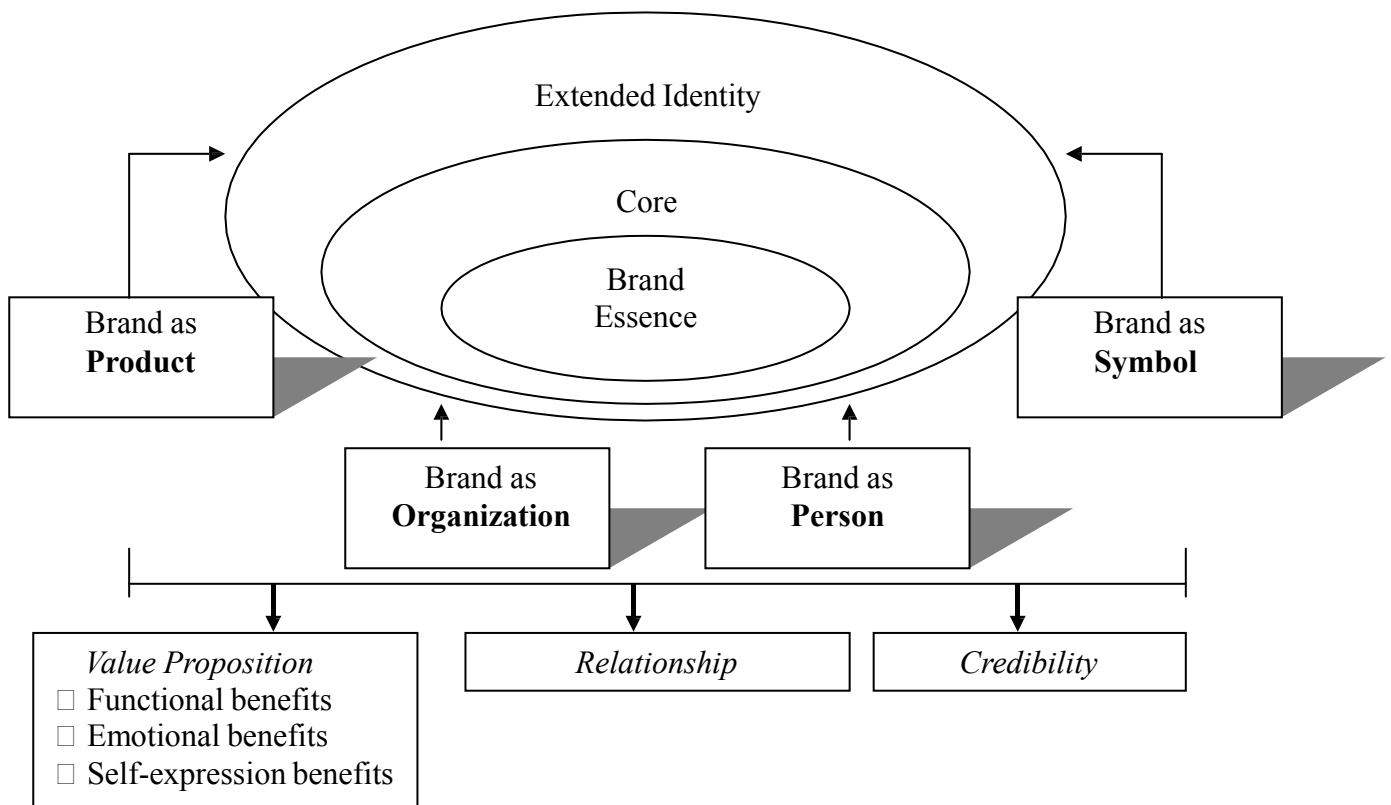 Extended Identity
Core
Brand
Essence
Brand as
Product
Brand as
Symbol
Brand as
Organization
Brand as
Person
Value Proposition
□ Functional benefits
□ Emotional benefits
□ Self-expression benefits
Relationship
Credibility